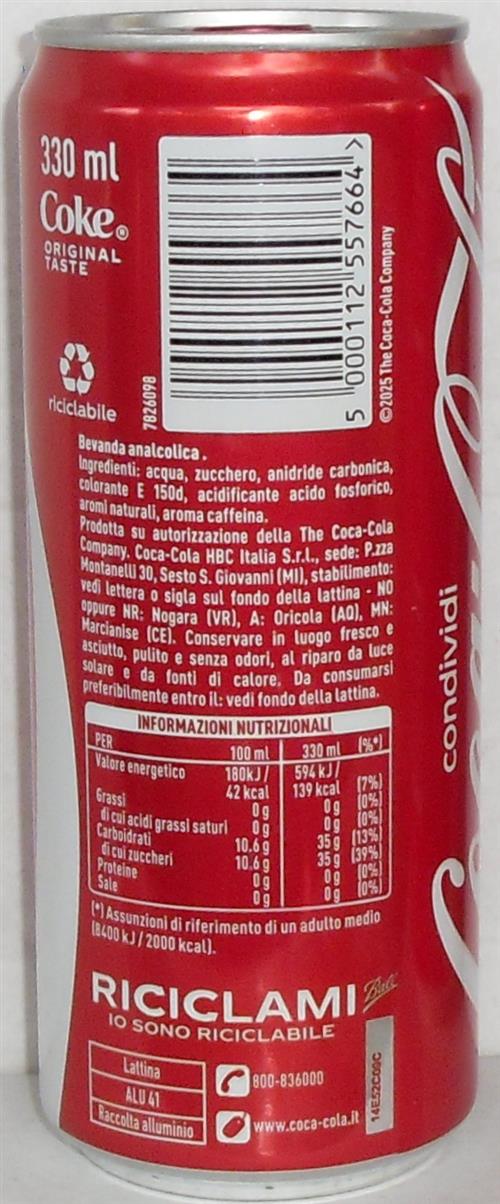 330 ml
Coke®
ORIGINAL
TASTE
riciclabile
7826098
5 000112 557664 >
©2025 The Coca-Cola Company
Bevanda analcolica.
Ingredienti: acqua, zucchero, anidride carbonica,
colorante E 150d, acidificante acido fosforico,
aromi naturali, aroma caffeina.
Prodotta su autorizzazione della The Coca-Cola
Company. Coca-Cola HBC Italia S.r.l., sede: P.zza
Montanelli 30, Sesto S. Giovanni (MI), stabilimento:
vedi lettera o sigla sul fondo della lattina - NO
oppure NR: Nogara (VR), A: Oricola (AQ), MN:
Marcianise (CE). Conservare in luogo fresco e
asciutto, pulito e senza odori, al riparo da luce
solare e da fonti di calore. Da consumarsi
preferibilmente entro il: vedi fondo della lattina.
INFORMAZIONI NUTRIZIONALI
PER 100 ml 330 ml (%*)
Valore energetico 180kJ/ 594 kJ/
42 kcal 139 kcal (7%)
Grassi 0g 0g (0%)
di cui acidi grassi saturi 0g 0g (0%)
Carboidrati 10.6g 35g (13%)
di cui zuccheri 10.6g 35g (39%)
Proteine 0g 0g (0%)
Sale 0g 0g (0%)
(*) Assunzioni di riferimento di un adulto medio
(8400 kJ / 2000 kcal).
RICICLAMI
IO SONO RICICLABILE
Ball
Lattina
ALU 41
Raccolta alluminio
800-836000
www.coca-cola.it
14E52C09C
condividi